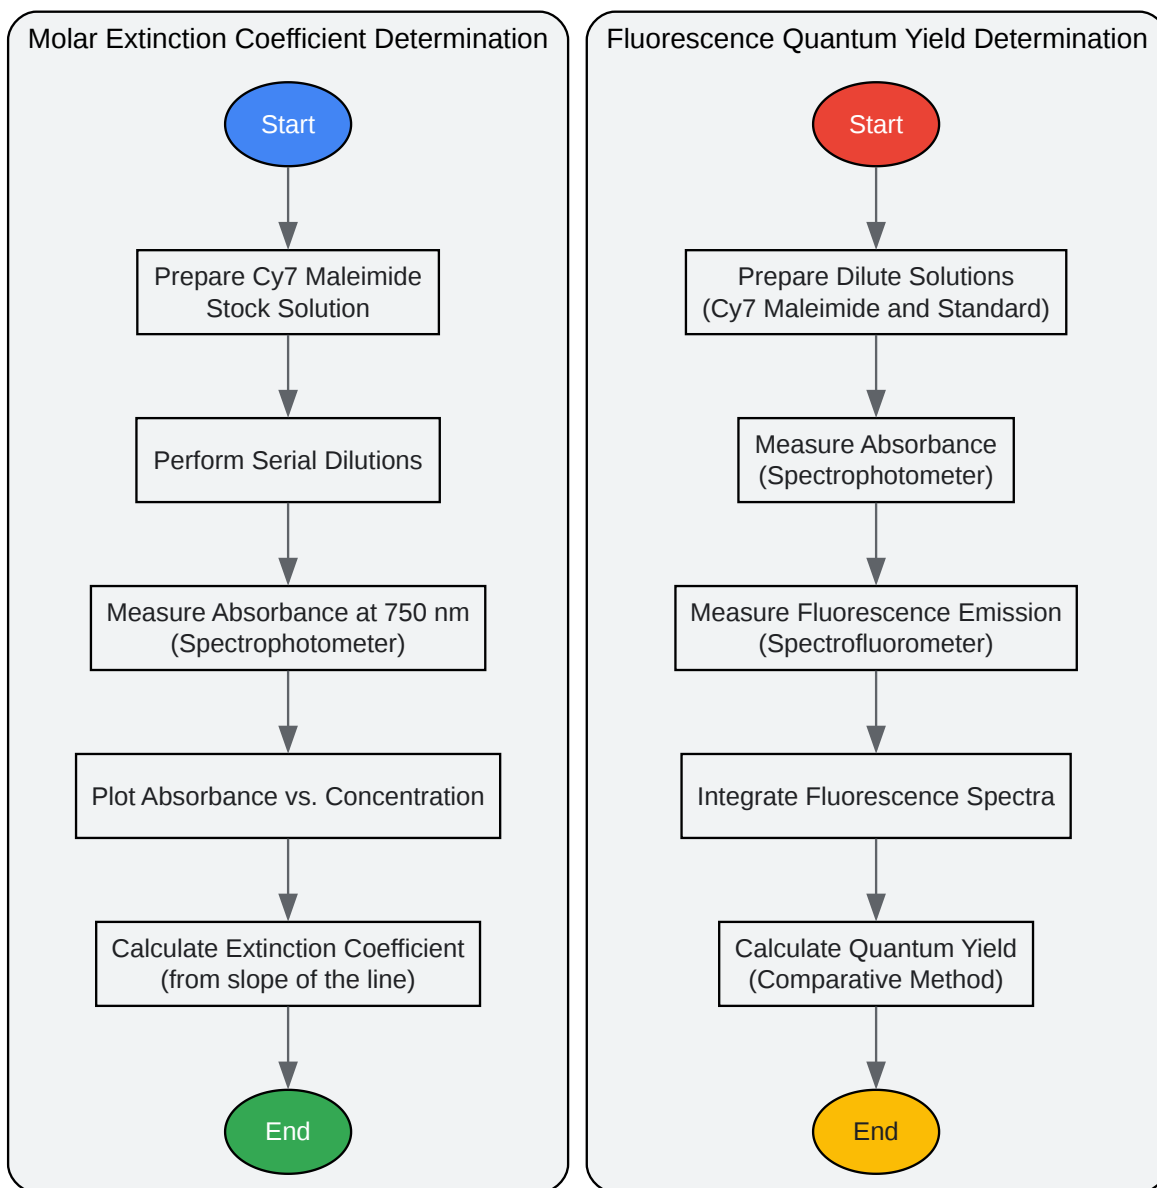 Molar Extinction Coefficient Determination
Start
Prepare Cy7 Maleimide
Stock Solution
Perform Serial Dilutions
Measure Absorbance at 750 nm
(Spectrophotometer)
Plot Absorbance vs. Concentration
Calculate Extinction Coefficient
(from slope of the line)
End
Fluorescence Quantum Yield Determination
Start
Prepare Dilute Solutions
(Cy7 Maleimide and Standard)
Measure Absorbance
(Spectrophotometer)
Measure Fluorescence Emission
(Spectrofluorometer)
Integrate Fluorescence Spectra
Calculate Quantum Yield
(Comparative Method)
End